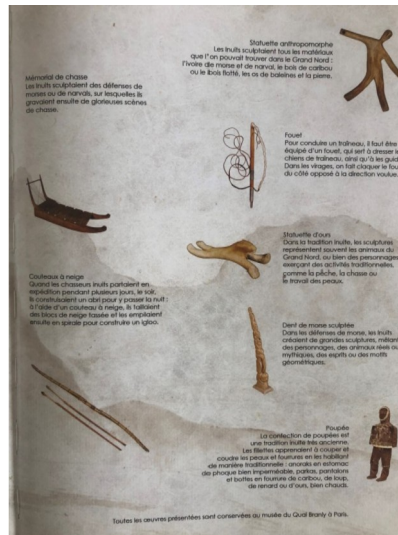 Statuette anthropomorphe
Les Inuits sculptaient tous les matériaux
que l'on pouvait trouver dans le Grand Nord :
l'ivoire de morse et de narval, le bois de caribou
ou le bois flotté, les os de baleines et la pierre.
Mémorial de chasse
Les Inuits sculptaient des défenses de
morses ou de narvals, sur lesquelles ils
gravaient ensuite de glorieuses scènes
de chasse.
Fouet
Pour conduire un traîneau, il faut être
équipé d'un fouet, qui sert à dresser le
chiens de traîneau, ainsi qu'à les guid
Dans les virages, on fait claquer le fou
du côté opposé à la direction voulue.
Statuette d'ours
Dans la tradition inuite, les sculptures
représentent souvent les animaux du
Grand Nord, ou bien des personnages
exerçant des activités traditionnelles,
comme la pêche, la chasse ou
le travail des peaux.
Couteaux à neige
Quand les chasseurs inuits partaient en
expédition pendant plusieurs jours, le soir,
ils construisaient un abri pour y passer la nuit :
à l'aide d'un couteau à neige, ils taillaient
des blocs de neige tassée et les empilaient
ensuite en spirale pour construire un igloo.
Dent de morse sculptée
Dans les défenses de morse, les Inuits
créaient de grandes sculptures, mêlant
des personnages, des animaux réels ou
mythiques, des esprits ou des motifs
géométriques.
Poupée
La confection de poupées est
une tradition inuite très ancienne.
Les fillettes apprenaient à couper et
coudre les peaux et fourrures en les habillant
de manière traditionnelle : anoraks en estomac
de phoque bien imperméable, parkas, pantalons
et bottes en fourrure de caribou, de loup,
de renard ou d'ours, bien chauds.
Toutes les œuvres présentées sont conservées au musée du Quai Branly à Paris.